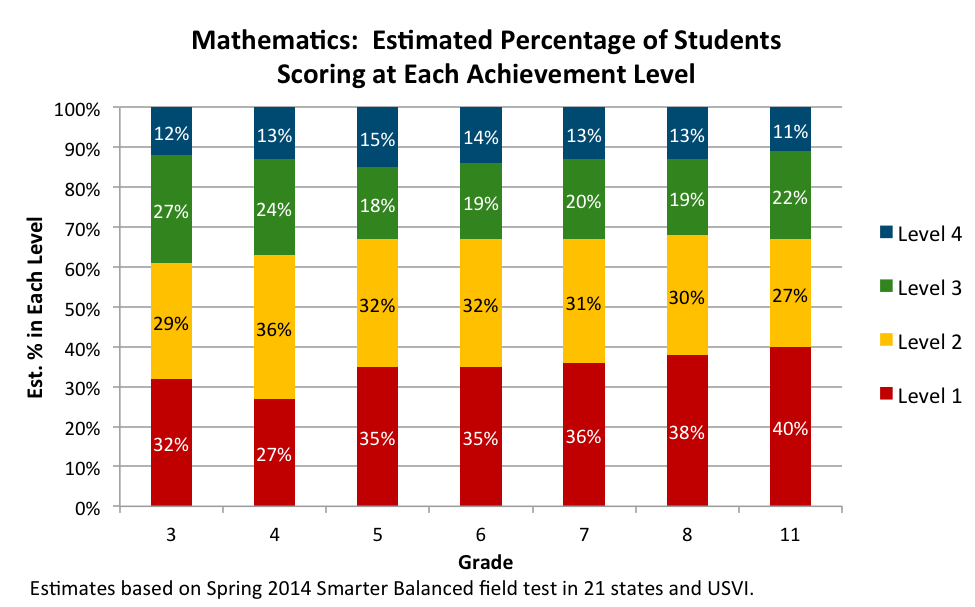 Mathematics:  Estimated Percentage of Students
Scoring at Each Achievement Level
Est. % in Each Level
100%
90%
80%
70%
60%
50%
40%
30%
20%
10%
0%
12% 13% 15% 14% 13% 13% 11%
27% 24% 18% 19% 20% 19% 22%
29% 36% 32% 32% 31% 30% 27%
32% 27% 35% 35% 36% 38% 40%
3 4 5 6 7 8 11
Grade
Level 4
Level 3
Level 2
Level 1
Estimates based on Spring 2014 Smarter Balanced field test in 21 states and USVI.